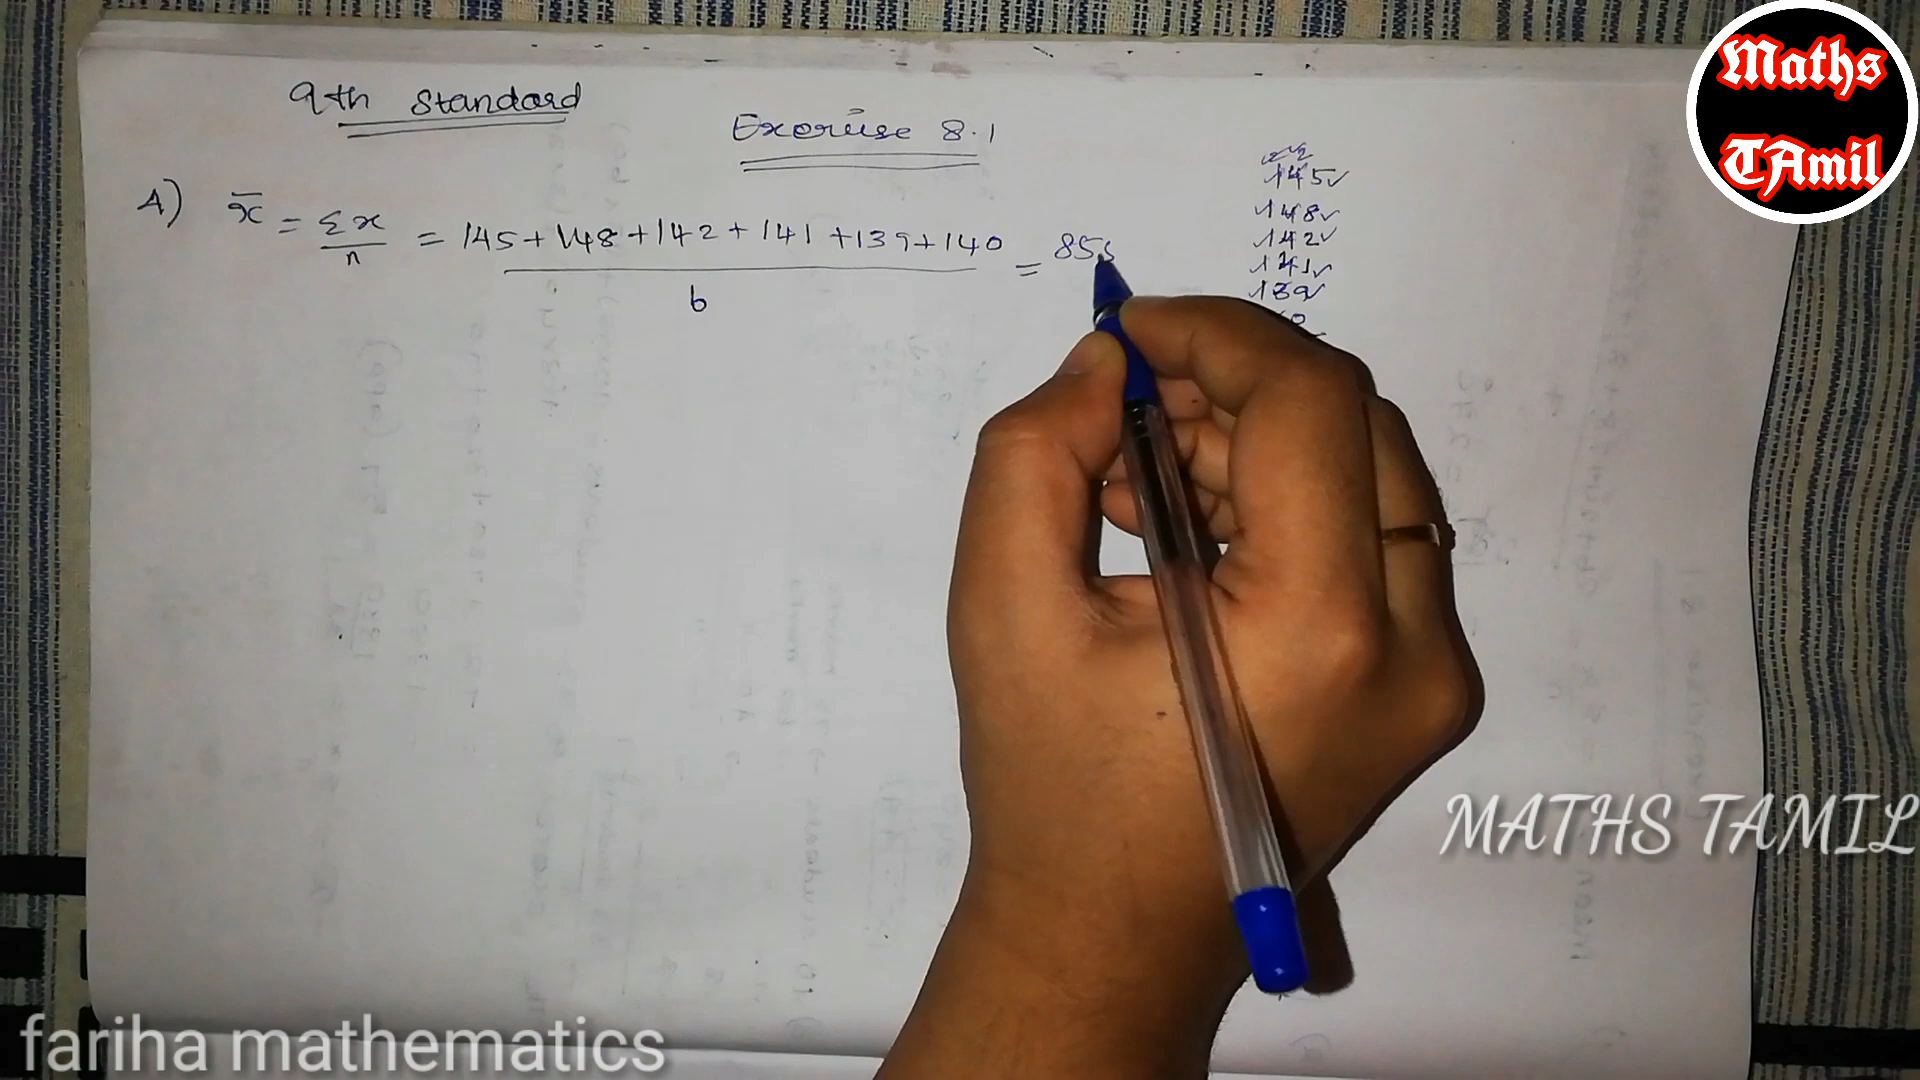 9th Standard
Exercise 8.1
4) x̄ = Σx/n = 145+148+142+141+139+140 / 6 = 855
145✓
148✓
142✓
141✓
139✓
Maths
TAmil
MATHS TAMIL
fariha mathematics